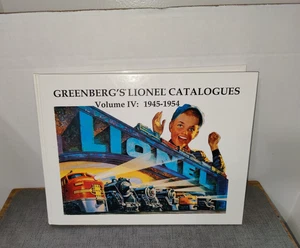 GREENBERG'S LIONEL CATALOGUES
Volume IV: 1945-1954
LIONEL